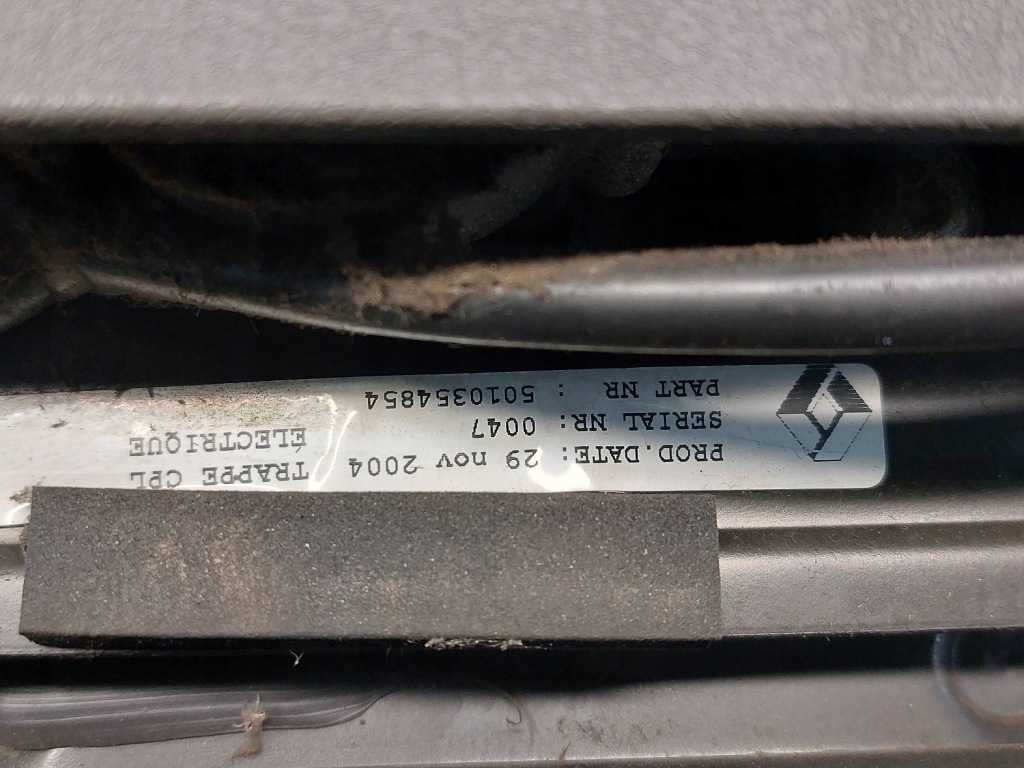 PROD.DATE: 29 nov 2004 TRAPPE CPL
SERIAL NR: 0047 ÉLECTRIQUE
PART NR : 5010354854